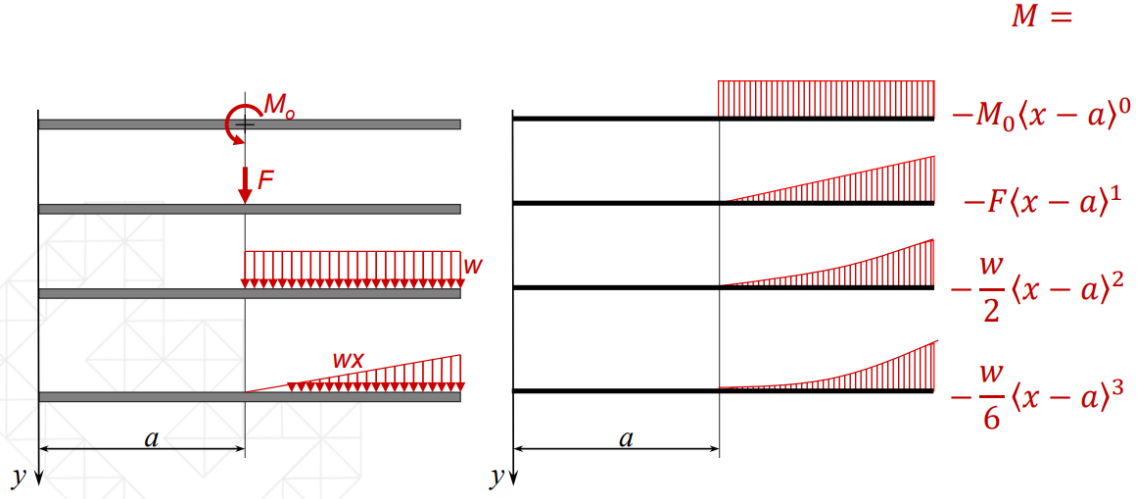 M =
M₀
−M₀⟨x − a⟩⁰
F
−F⟨x − a⟩¹
w
−w/2⟨x − a⟩²
wx
−w/6⟨x − a⟩³
a
a
y
y